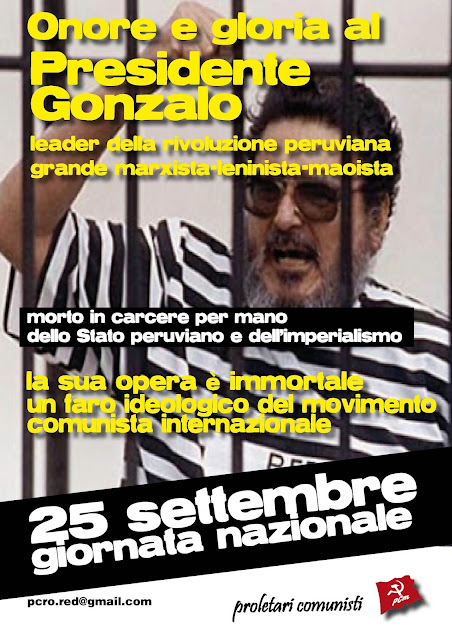 Onore e gloria al
Presidente
Gonzalo
leader della rivoluzione peruviana
grande marxista-leninista-maoista
morto in carcere per mano
dello Stato peruviano e dell'imperialismo
la sua opera è immortale
un faro ideologico del movimento
comunista internazionale
25 settembre
giornata nazionale
pcro.red@gmail.com
proletari comunisti
pcm